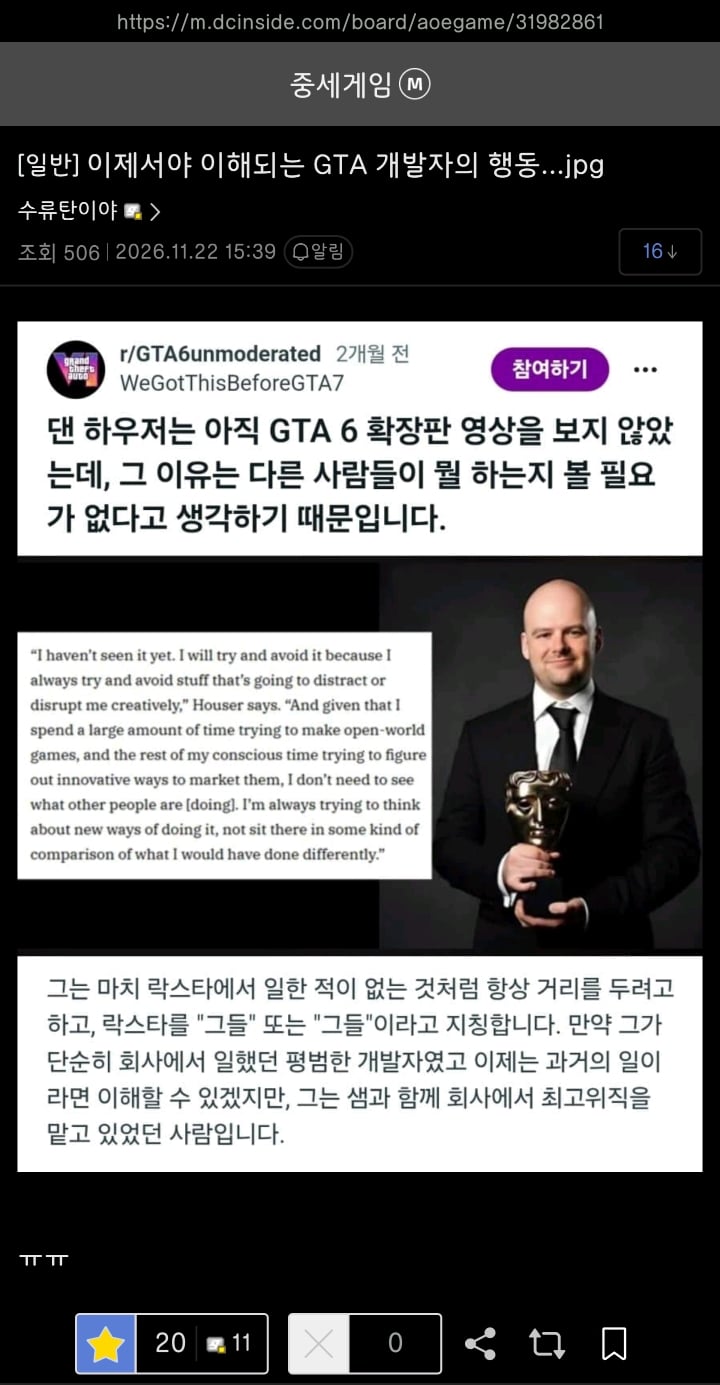 https://m.dcinside.com/board/aoegame/31982861
중세게임 M
[일반] 이제서야 이해되는 GTA 개발자의 행동...jpg
수류탄이야
조회 506 | 2026.11.22 15:39 알림
16↓
grand
theft
auto
VI
r/GTA6unmoderated 2개월 전
WeGotThisBeforeGTA7
참여하기
댄 하우저는 아직 GTA 6 확장판 영상을 보지 않았
는데, 그 이유는 다른 사람들이 뭘 하는지 볼 필요
가 없다고 생각하기 때문입니다.
“I haven't seen it yet. I will try and avoid it because I
always try and avoid stuff that's going to distract or
disrupt me creatively,” Houser says. “And given that I
spend a large amount of time trying to make open-world
games, and the rest of my conscious time trying to figure
out innovative ways to market them, I don't need to see
what other people are [doing]. I'm always trying to think
about new ways of doing it, not sit there in some kind of
comparison of what I would have done differently.”
그는 마치 락스타에서 일한 적이 없는 것처럼 항상 거리를 두려고
하고, 락스타를 "그들" 또는 "그들"이라고 지칭합니다. 만약 그가
단순히 회사에서 일했던 평범한 개발자였고 이제는 과거의 일이
라면 이해할 수 있겠지만, 그는 샘과 함께 회사에서 최고위직을
맡고 있었던 사람입니다.
ㅠㅠ
20 11
0